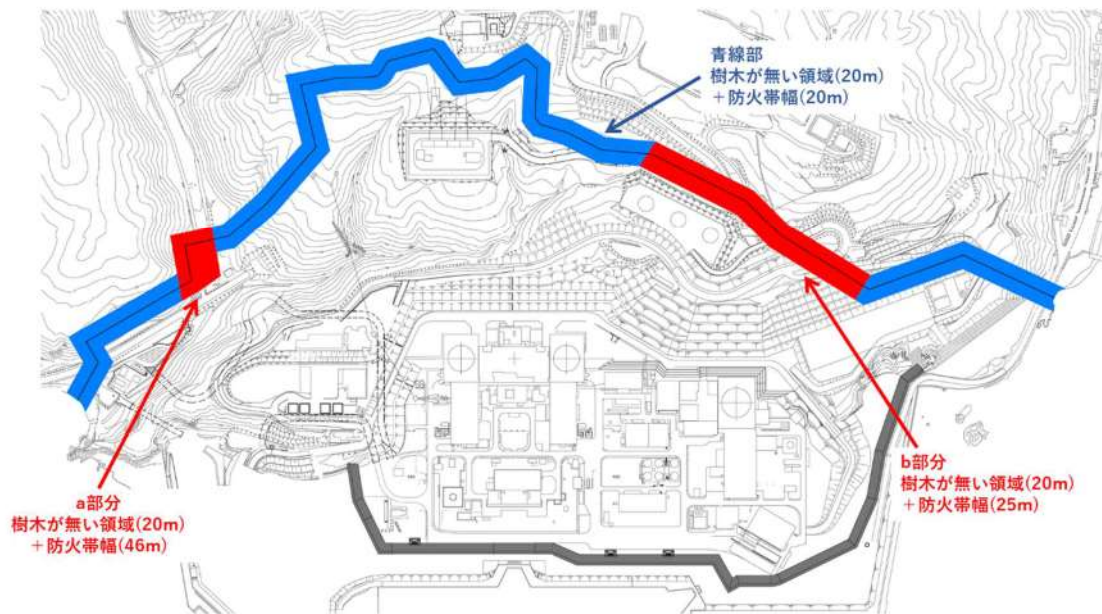 青線部
樹木が無い領域(20m)
＋防火帯幅(20m)
a部分
樹木が無い領域(20m)
＋防火帯幅(46m)
b部分
樹木が無い領域(20m)
＋防火帯幅(25m)